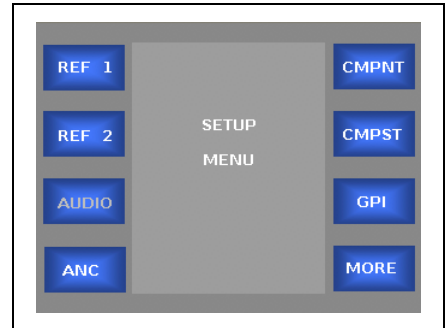 REF 1
CMPNT
REF 2
SETUP
MENU
CMPST
AUDIO
GPI
ANC
MORE